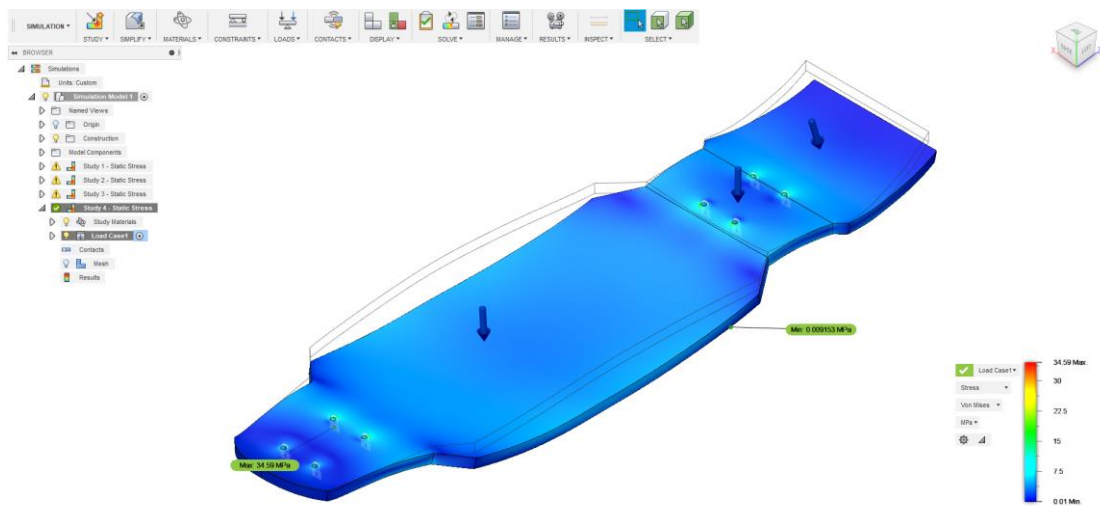 SIMULATION ▾
STUDY ▾
SIMPLIFY ▾
MATERIALS ▾
CONSTRAINTS ▾
LOADS ▾
CONTACTS ▾
DISPLAY ▾
SOLVE ▾
MANAGE ▾
RESULTS ▾
INSPECT ▾
SELECT ▾
BROWSER
Simulations
Units: Custom
Simulation Model 1
Named Views
Origin
Construction
Model Components
Study 1 - Static Stress
Study 2 - Static Stress
Study 3 - Static Stress
Study 4 - Static Stress
Study Materials
Load Case1
Contacts
Mesh
Results
Min: 0.009153 MPa
Max: 34.59 MPa
Load Case1 ▾
Stress
Von Mises
MPa ▾
34.59 Max.
30
22.5
15
7.5
0.01 Min.